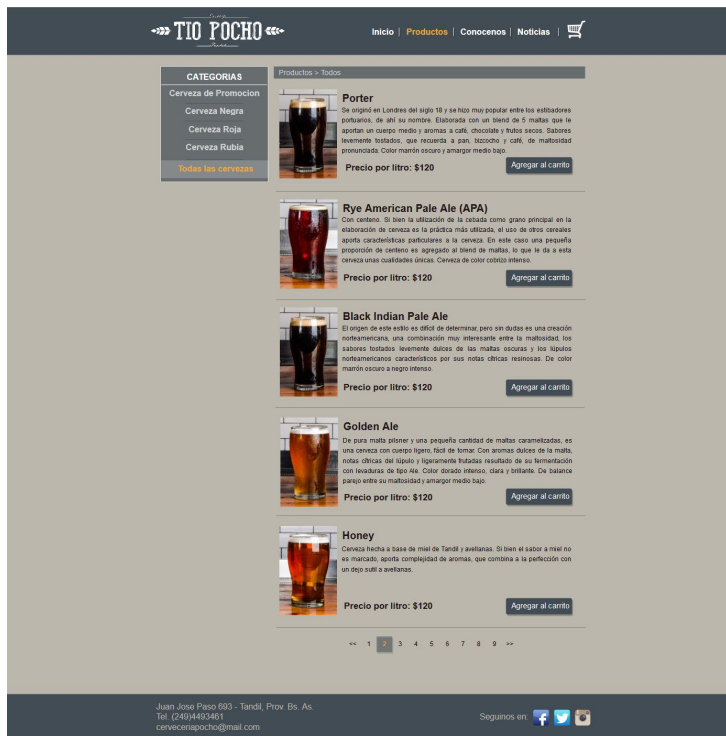 TIO POCHO
Inicio | Productos | Conocenos | Noticias |
CATEGORIAS
Cerveza de Promocion
Cerveza Negra
Cerveza Roja
Cerveza Rubia
Todas las cervezas
Productos > Todos
Porter
Se originó en Londres del siglo 18 y se hizo muy popular entre los estibadores
portuarios, de ahí su nombre. Elaborada con un blend de 5 maltas que le
aportan un cuerpo medio y aromas a café, chocolate y frutos secos. Sabores
levemente tostados, que recuerda a pan, bizcocho y café, de maltosidad
pronunciada. Color marrón oscuro y amargor medio bajo.
Precio por litro: $120
Agregar al carrito
Rye American Pale Ale (APA)
Con centeno. Si bien la utilización de la cebada como grano principal en la
elaboración de cerveza es la práctica más utilizada, el uso de otros cereales
aporta características particulares a la cerveza. En este caso una pequeña
proporción de centeno es agregado al blend de maltas, lo que le da a esta
cerveza unas cualidades únicas. Cerveza de color cobrizo intenso.
Precio por litro: $120
Agregar al carrito
Black Indian Pale Ale
El origen de este estilo es difícil de determinar, pero sin dudas es una creación
norteamericana, una combinación muy interesante entre la maltosidad, los
sabores tostados levemente dulces de las maltas oscuras y los lúpulos
norteamericanos característicos por sus notas cítricas resinosas. De color
marrón oscuro a negro intenso.
Precio por litro: $120
Agregar al carrito
Golden Ale
De pura malta pilsner y una pequeña cantidad de maltas caramelizadas, es
una cerveza con cuerpo ligero, fácil de tomar. Con aromas dulces de la malta,
notas cítricas del lúpulo y ligeramente frutadas resultado de su fermentación
con levaduras de tipo Ale. Color dorado intenso, clara y brillante. De balance
parejo entre su maltosidad y amargor medio bajo.
Precio por litro: $120
Agregar al carrito
Honey
Cerveza hecha a base de miel de Tandil y avellanas. Si bien el sabor a miel no
es marcado, aporta complejidad de aromas, que combina a la perfección con
un dejo sutil a avellanas.
Precio por litro: $120
Agregar al carrito
<< 1 2 3 4 5 6 7 8 9 >>
Juan Jose Paso 693 - Tandil, Prov. Bs. As.
Tel. (249)4493461
cerveceriapocho@mail.com
Seguinos en: